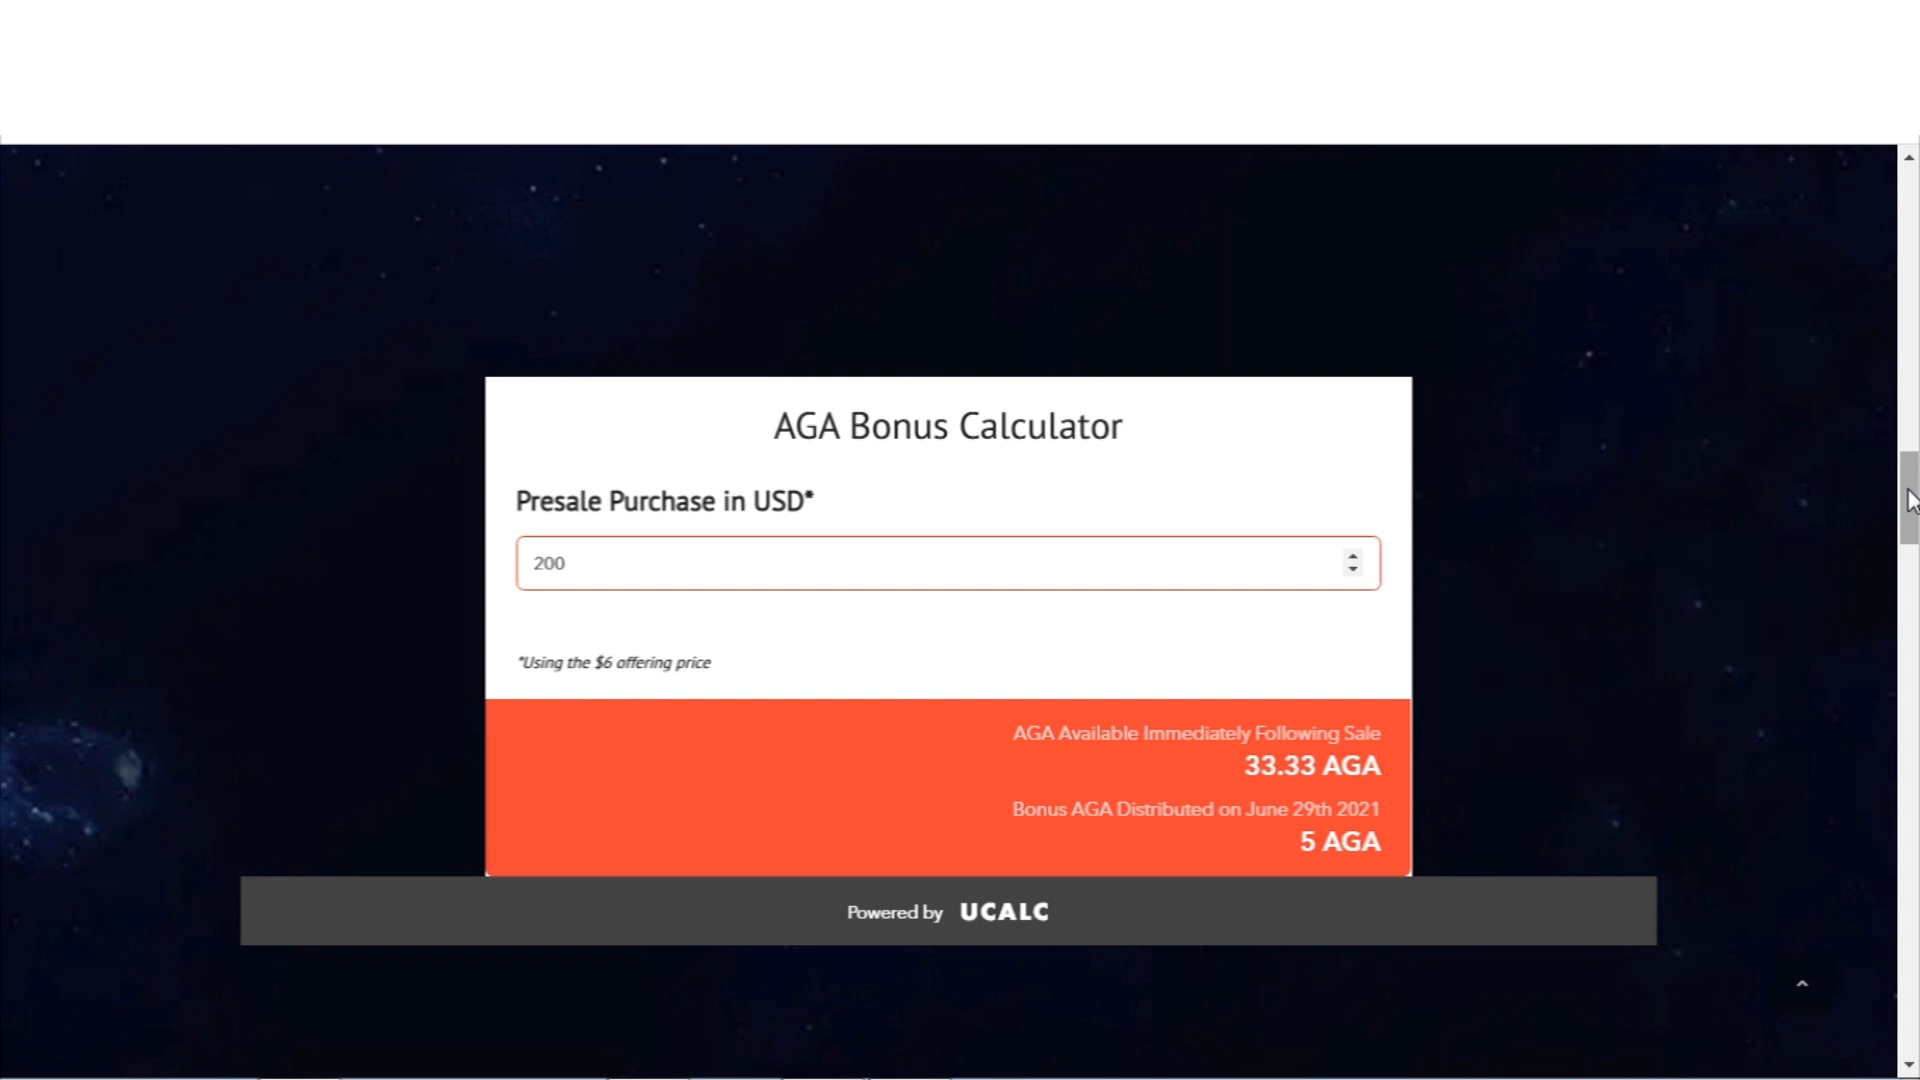 AGA Bonus Calculator
Presale Purchase in USD*
200
*Using the $6 offering price
AGA Available Immediately Following Sale
33.33 AGA
Bonus AGA Distributed on June 29th 2021
5 AGA
Powered by UCALC